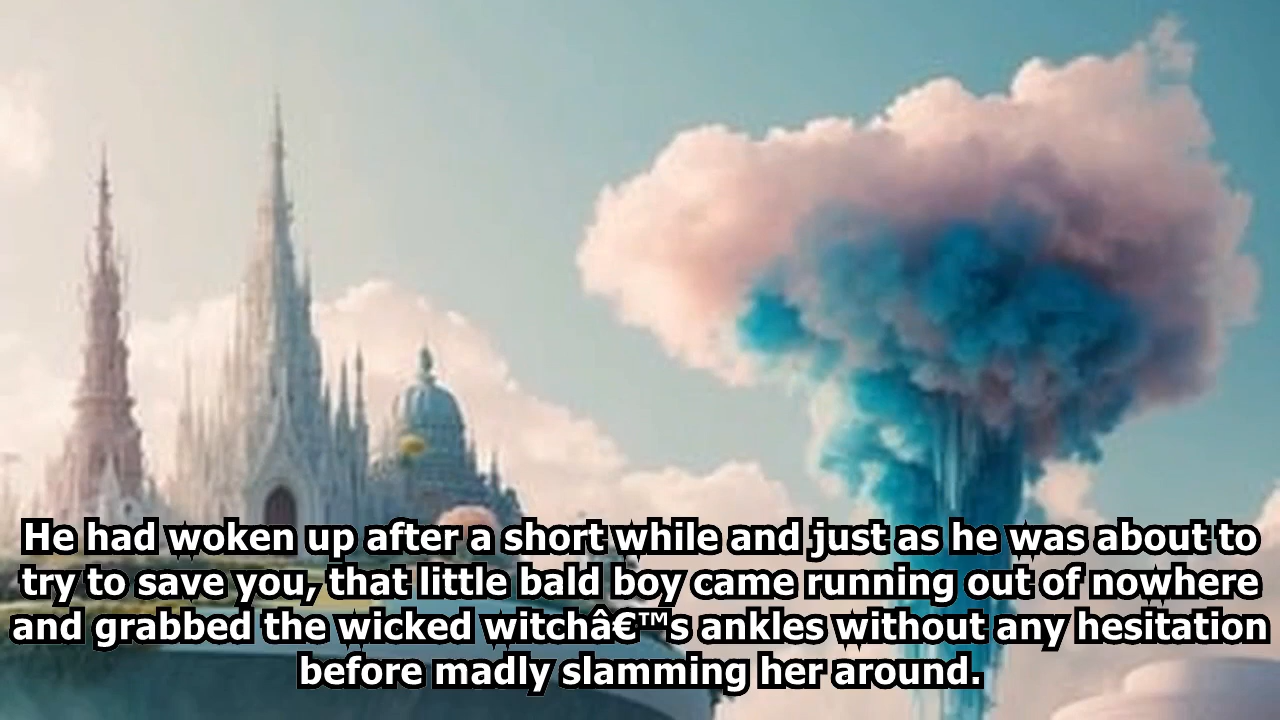 He had woken up after a short while and just as he was about to
try to save you, that little bald boy came running out of nowhere
and grabbed the wicked witchâ€™s ankles without any hesitation
before madly slamming her around.